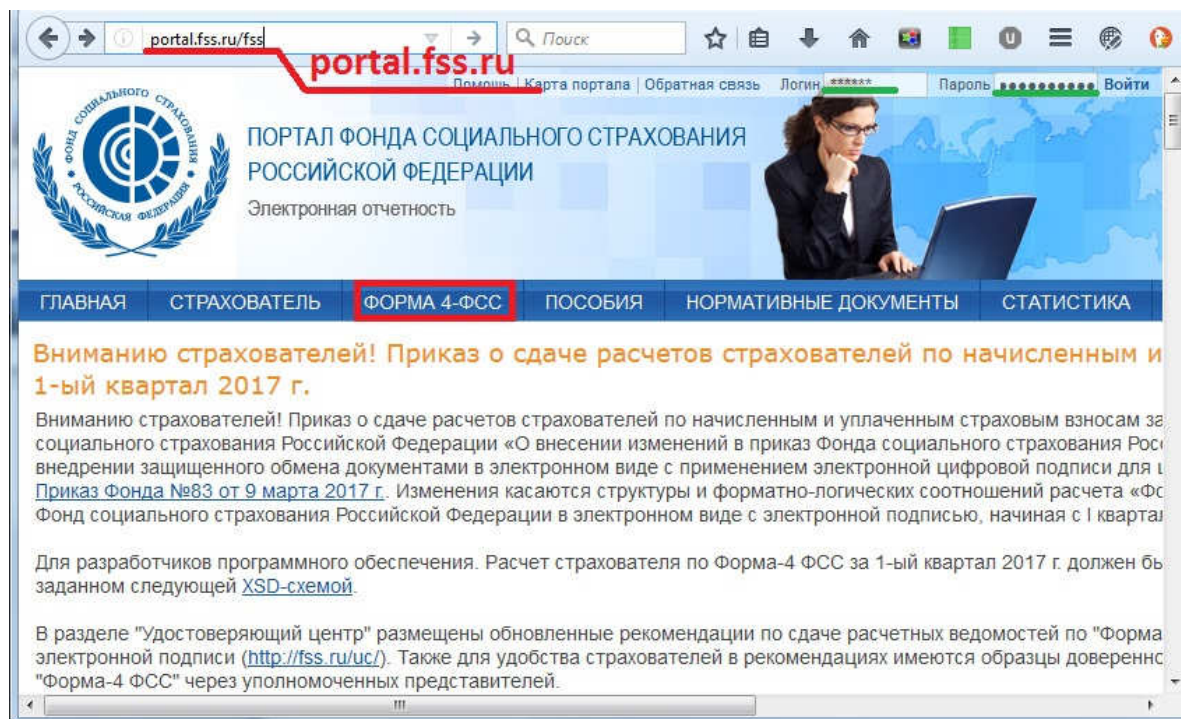 portal.fss.ru/fss
Поиск
portal.fss.ru
Помощь | Карта портала | Обратная связь Логин ****** Пароль ●●●●●●●●●● Войти
ФОНД СОЦИАЛЬНОГО СТРАХОВАНИЯ • РОССИЙСКАЯ ФЕДЕРАЦИЯ •
ПОРТАЛ ФОНДА СОЦИАЛЬНОГО СТРАХОВАНИЯ
РОССИЙСКОЙ ФЕДЕРАЦИИ
Электронная отчетность
ГЛАВНАЯ СТРАХОВАТЕЛЬ ФОРМА 4-ФСС ПОСОБИЯ НОРМАТИВНЫЕ ДОКУМЕНТЫ СТАТИСТИКА
Вниманию страхователей! Приказ о сдаче расчетов страхователей по начисленным и
1-ый квартал 2017 г.
Вниманию страхователей! Приказ о сдаче расчетов страхователей по начисленным и уплаченным страховым взносам за
социального страхования Российской Федерации «О внесении изменений в приказ Фонда социального страхования Росс
внедрении защищенного обмена документами в электронном виде с применением электронной цифровой подписи для ц
Приказ Фонда №83 от 9 марта 2017 г.. Изменения касаются структуры и форматно-логических соотношений расчета «Фо
Фонд социального страхования Российской Федерации в электронном виде с электронной подписью, начиная с I квартал
Для разработчиков программного обеспечения. Расчет страхователя по Форма-4 ФСС за 1-ый квартал 2017 г. должен бы
заданном следующей XSD-схемой.
В разделе "Удостоверяющий центр" размещены обновленные рекомендации по сдаче расчетных ведомостей по "Форма
электронной подписи (http://fss.ru/uc/). Также для удобства страхователей в рекомендациях имеются образцы доверенно
"Форма-4 ФСС" через уполномоченных представителей.